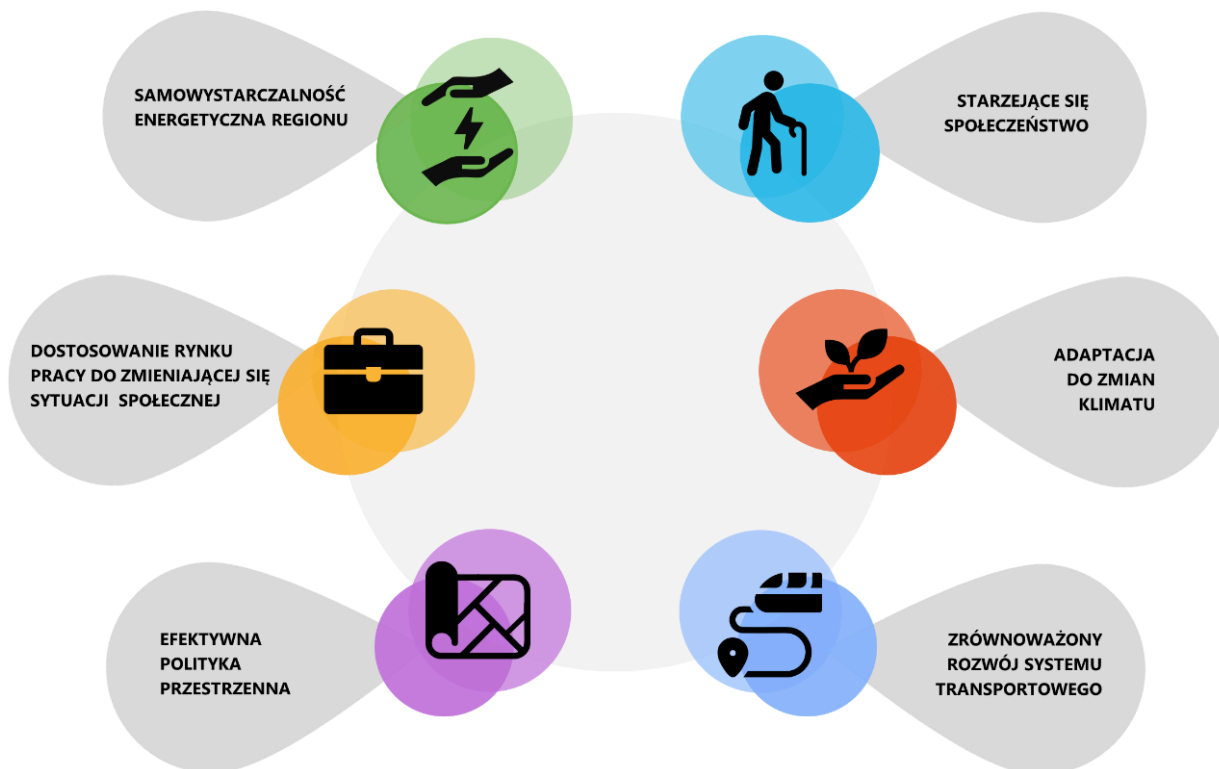 SAMOWYSTARCZALNOŚĆ
ENERGETYCZNA REGIONU
STARZEJĄCE SIĘ
SPOŁECZEŃSTWO
DOSTOSOWANIE RYNKU
PRACY DO ZMIENIAJĄCEJ SIĘ
SYTUACJI SPOŁECZNEJ
ADAPTACJA
DO ZMIAN
KLIMATU
EFEKTYWNA
POLITYKA
PRZESTRZENNA
ZRÓWNOWAŻONY
ROZWÓJ SYSTEMU
TRANSPORTOWEGO